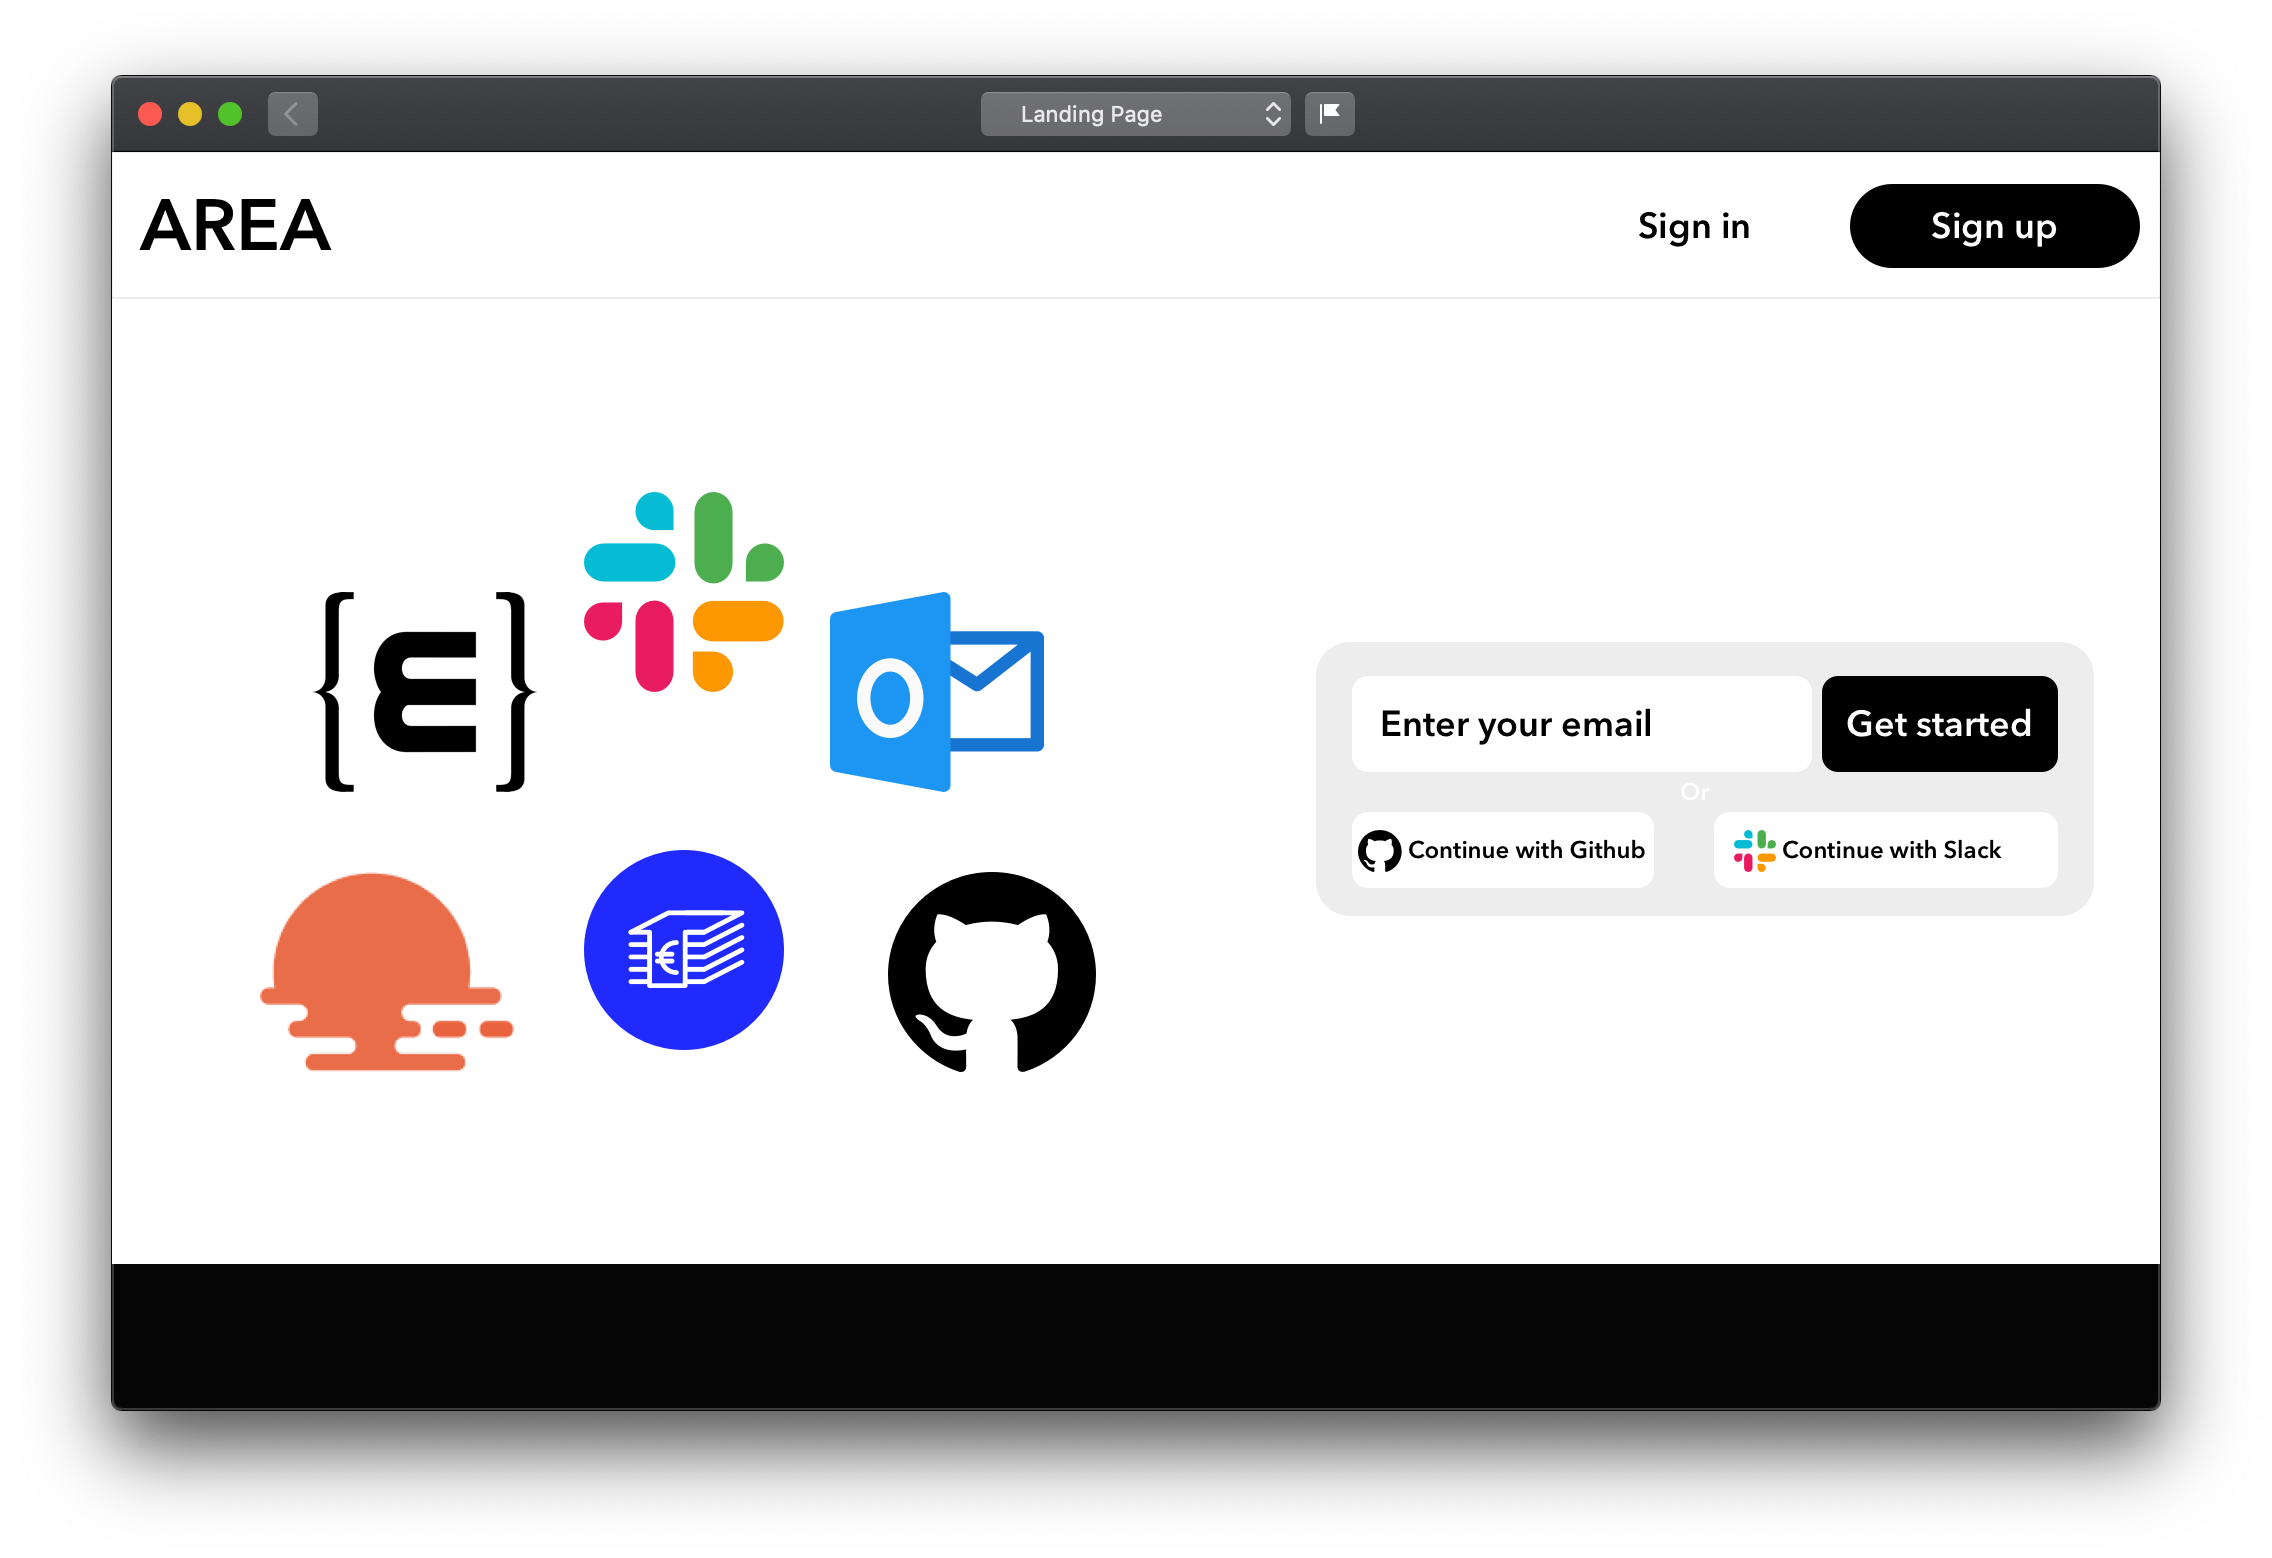 Landing Page
AREA
Sign in
Sign up
{E}
O
Enter your email
Get started
Or
Continue with Github
Continue with Slack
€